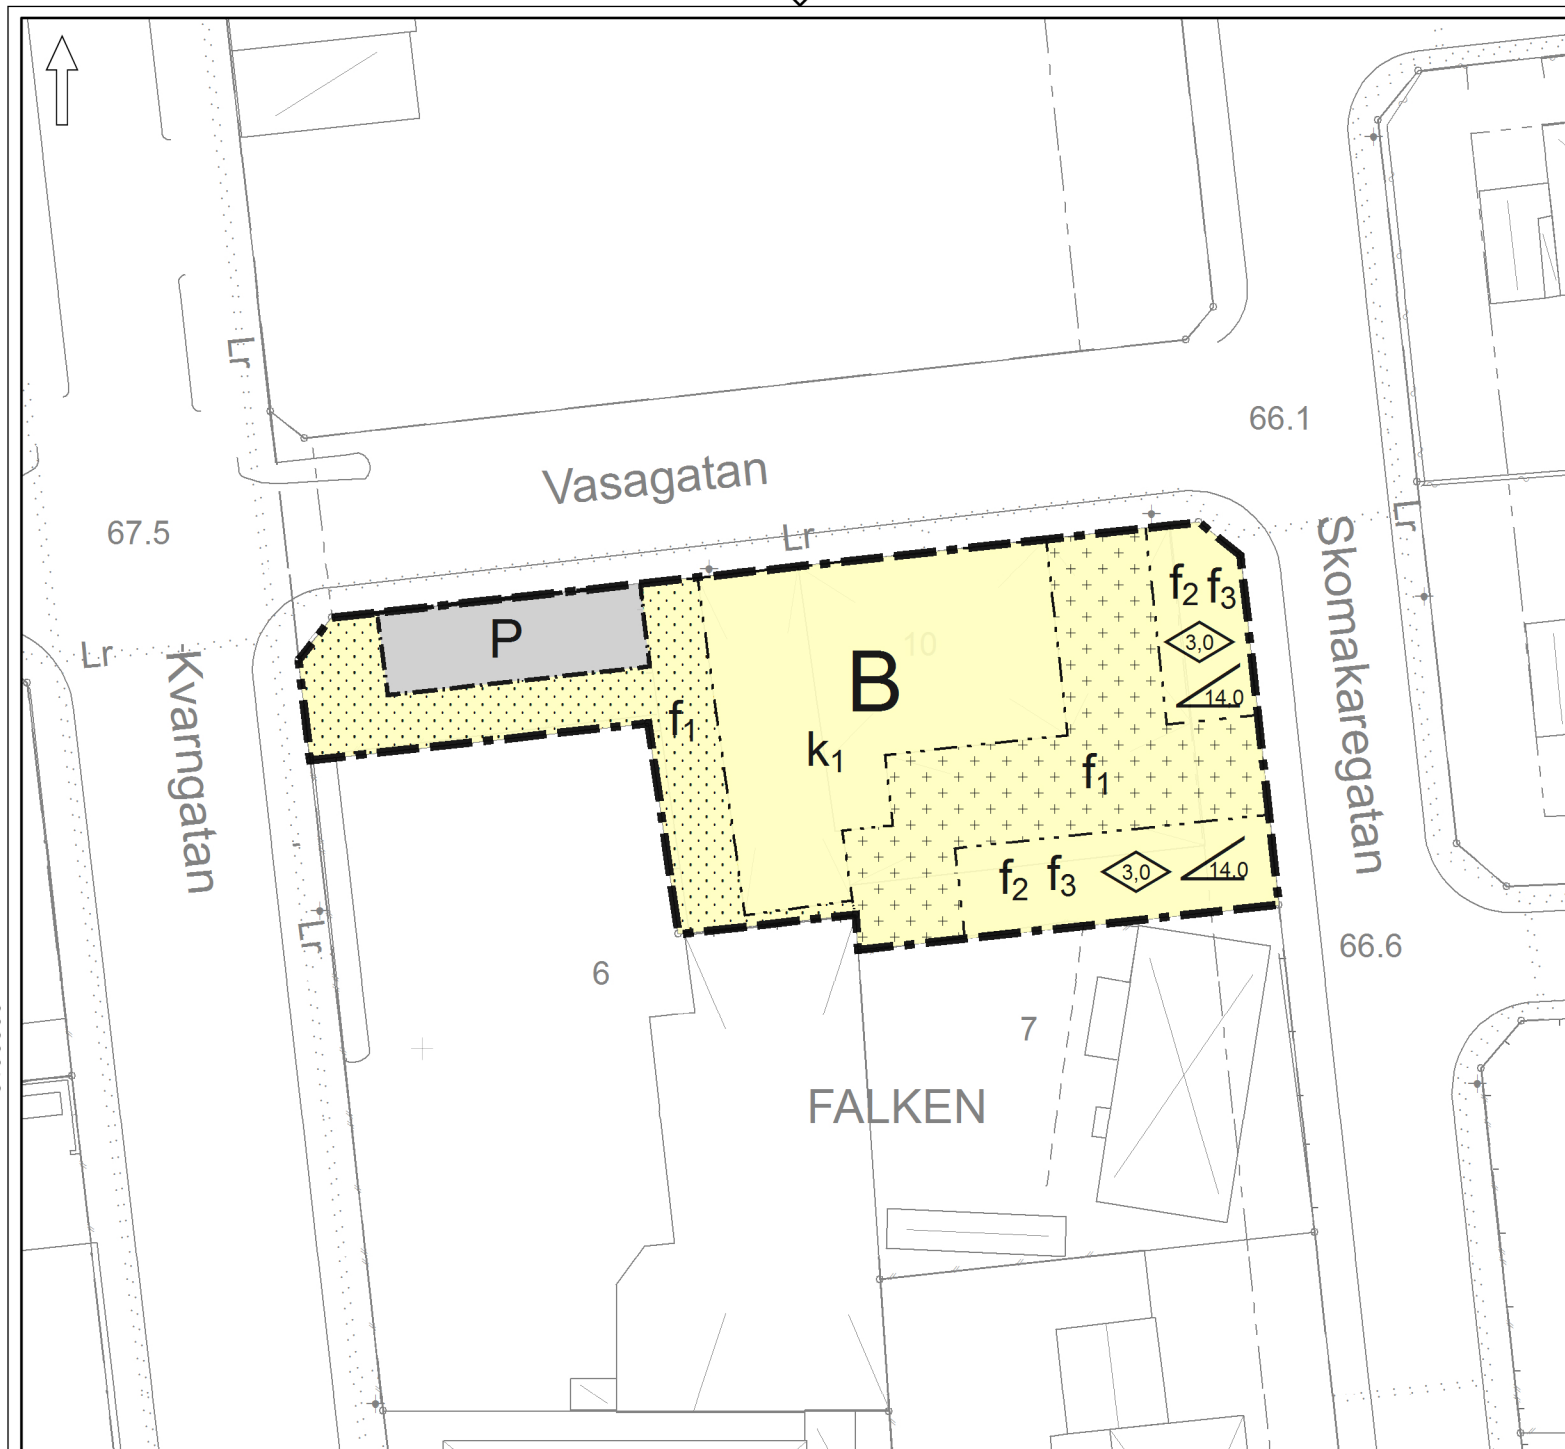 Lr
66.1
Vasagatan
67.5
Lr
Lr
Skomakaregatan
f2 f3
P
10
3,0
Lr
Kvarngatan
B
14.0
f1
k1
f1
f2 f3
3,0
14.0
Lr
66.6
6
7
FALKEN